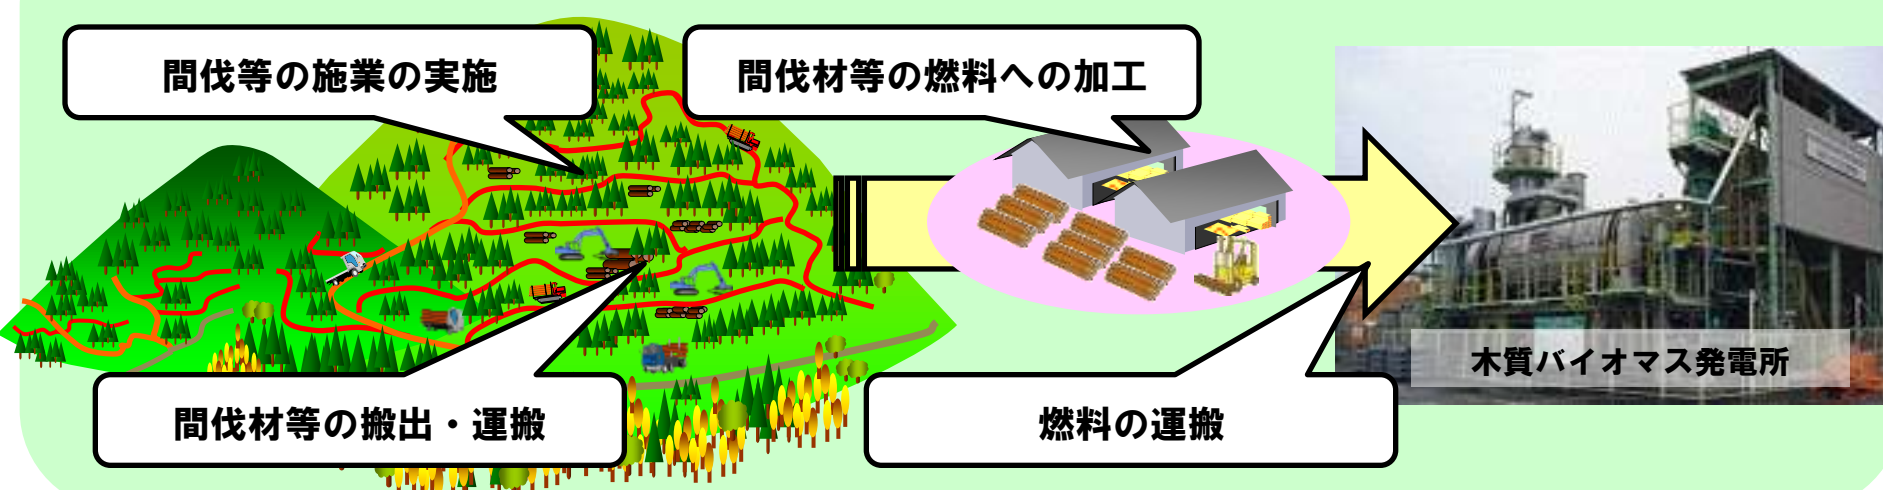 間伐等の施業の実施
間伐材等の燃料への加工
間伐材等の搬出・運搬
燃料の運搬
木質バイオマス発電所